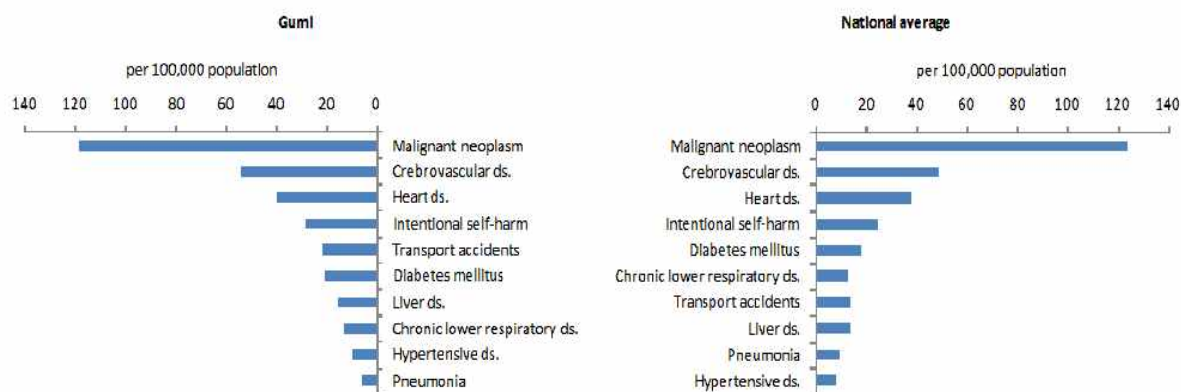 Gumi
per 100,000 population
140 120 100 80 60 40 20 0
Malignant neoplasm
Crebrovascular ds.
Heart ds.
Intentional self-harm
Transport accidents
Diabetes mellitus
Liver ds.
Chronic lower respiratory ds.
Hypertensive ds.
Pneumonia
National average
per 100,000 population
0 20 40 60 80 100 120 140
Malignant neoplasm
Crebrovascular ds.
Heart ds.
Intentional self-harm
Diabetes mellitus
Chronic lower respiratory ds.
Transport accidents
Liver ds.
Pneumonia
Hypertensive ds.